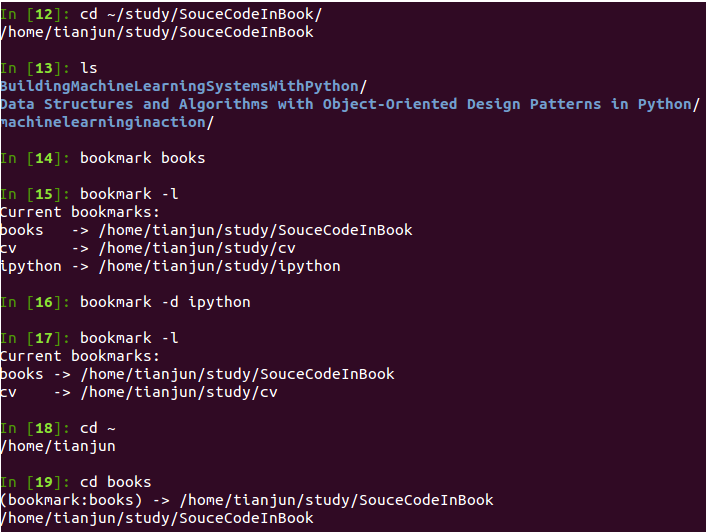 In [12]: cd ~/study/SouceCodeInBook/
/home/tianjun/study/SouceCodeInBook
In [13]: ls
BuildingMachineLearningSystemsWithPython/
Data Structures and Algorithms with Object-Oriented Design Patterns in Python/
machinelearninginaction/
In [14]: bookmark books
In [15]: bookmark -l
Current bookmarks:
books   -> /home/tianjun/study/SouceCodeInBook
cv      -> /home/tianjun/study/cv
ipython -> /home/tianjun/study/ipython
In [16]: bookmark -d ipython
In [17]: bookmark -l
Current bookmarks:
books -> /home/tianjun/study/SouceCodeInBook
cv    -> /home/tianjun/study/cv
In [18]: cd ~
/home/tianjun
In [19]: cd books
(bookmark:books) -> /home/tianjun/study/SouceCodeInBook
/home/tianjun/study/SouceCodeInBook